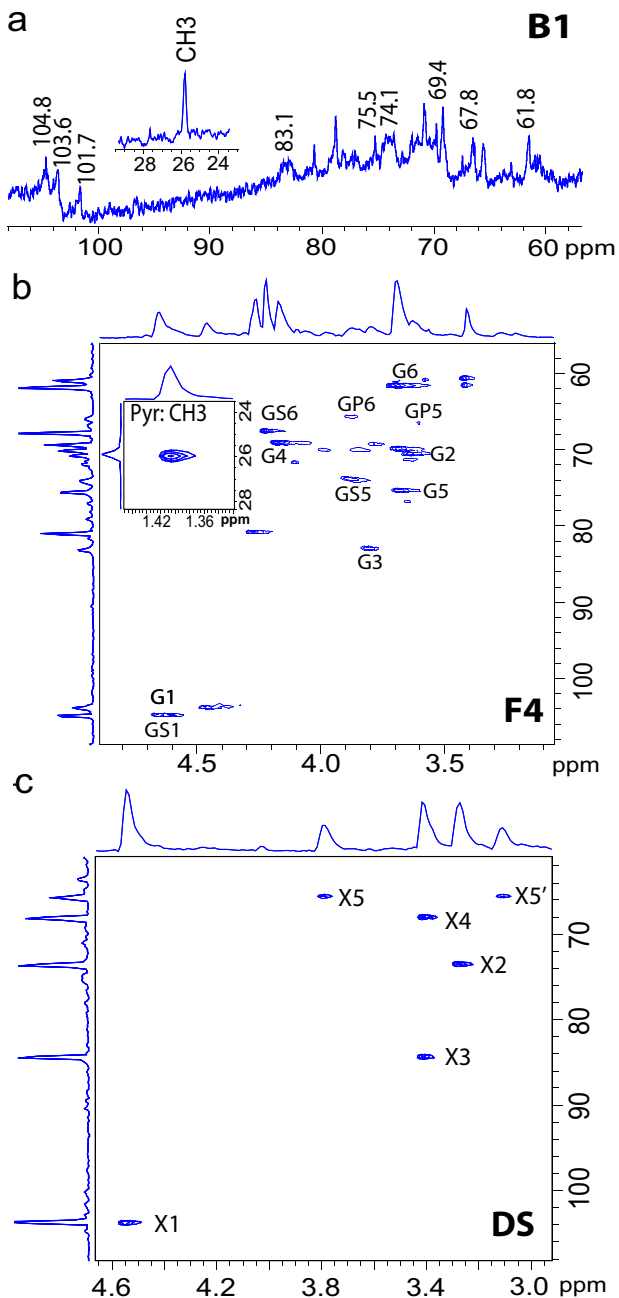 a
B1
CH3
104.8
103.6
101.7
83.1
75.5
74.1
69.4
67.8
61.8
28 26 24
100 90 80 70 60 ppm
b
Pyr: CH3
24
26
28
1.42 1.36 ppm
G6
GP6
GP5
GS6
G4
G2
GS5
G5
G3
G1
GS1
60
70
80
90
100
F4
4.5 4.0 3.5 ppm
c
X5
X5'
X4
X2
X3
X1
70
80
90
100
DS
4.6 4.2 3.8 3.4 3.0 ppm